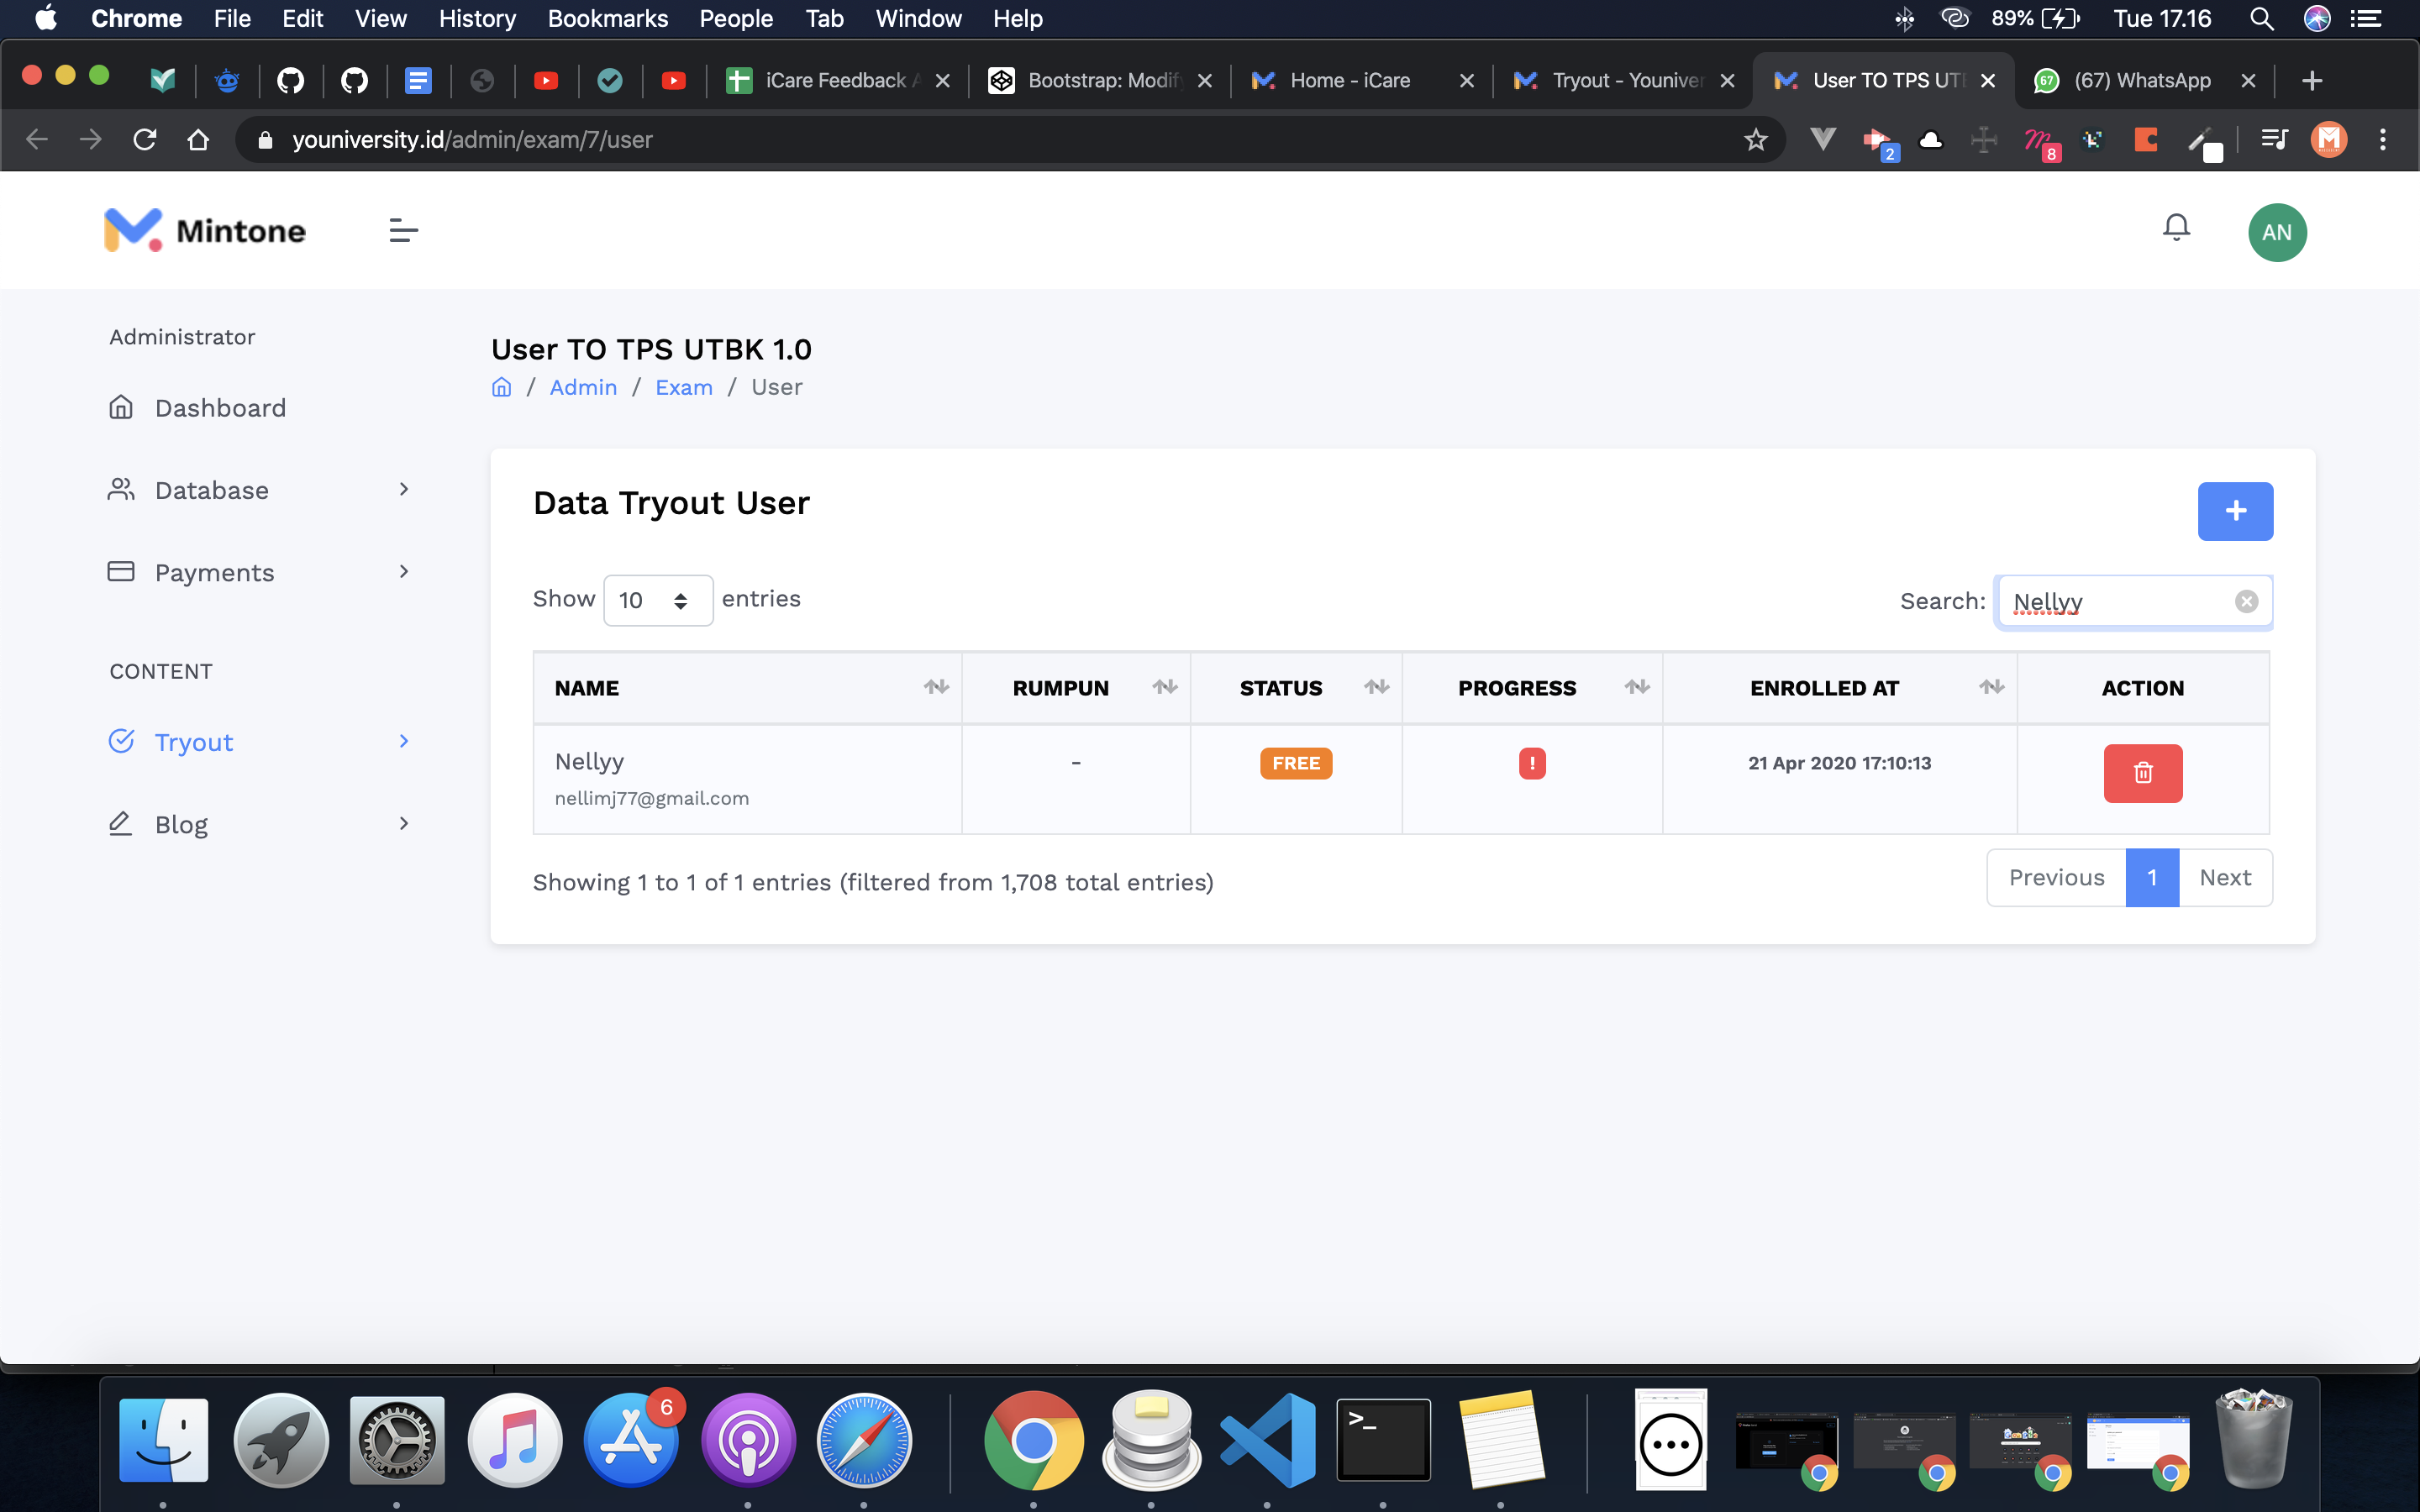 Chrome File Edit View History Bookmarks People Tab Window Help 89% Tue 17.16
iCare Feedback A Bootstrap: Modify Home - iCare Tryout - Youniver User TO TPS UTB 67 (67) WhatsApp
youniversity.id/admin/exam/7/user 2 8 M
Mintone AN
Administrator
Dashboard
Database
Payments
CONTENT
Tryout
Blog
User TO TPS UTBK 1.0
/ Admin / Exam / User
Data Tryout User
+
Show 10 entries Search: Nellyy
NAME RUMPUN STATUS PROGRESS ENROLLED AT ACTION
Nellyy - FREE ! 21 Apr 2020 17:10:13
nellimj77@gmail.com
Showing 1 to 1 of 1 entries (filtered from 1,708 total entries) Previous 1 Next
6
>_